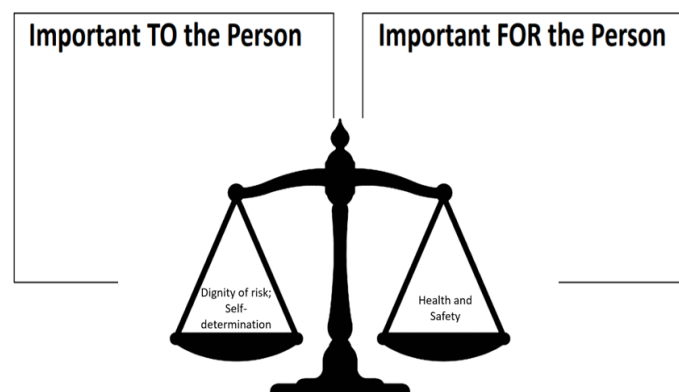 Important TO the Person
Important FOR the Person
Dignity of risk;
Self-
determination
Health and
Safety